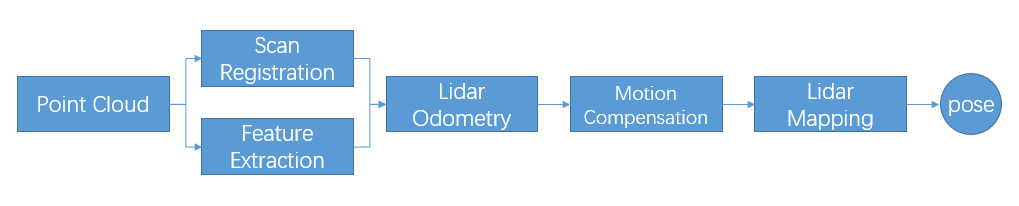 Point Cloud
Scan
Registration
Feature
Extraction
Lidar
Odometry
Motion
Compensation
Lidar
Mapping
pose